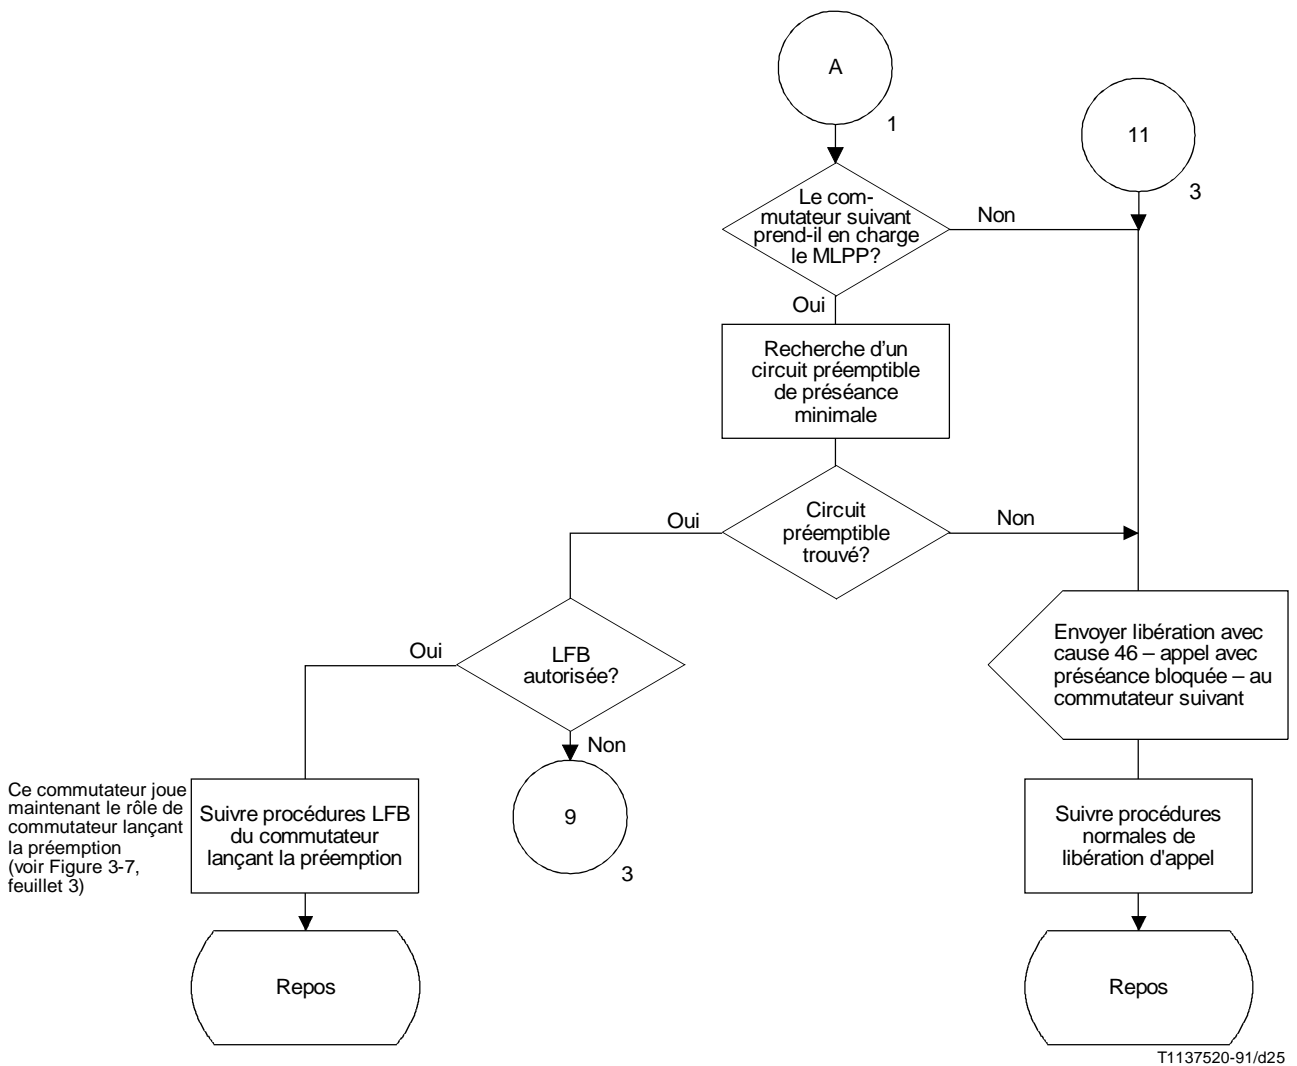 A
1
11
3
Le com-
mutateur suivant
prend-il en charge
le MLPP?
Non
Oui
Recherche d'un
circuit préemptible
de préséance
minimale
Circuit
préemptible
trouvé?
Oui
Non
LFB
autorisée?
Oui
Non
Envoyer libération avec
cause 46 – appel avec
préséance bloquée – au
commutateur suivant
Ce commutateur joue
maintenant le rôle de
commutateur lançant
la préemption
(voir Figure 3-7,
feuillet 3)
Suivre procédures LFB
du commutateur
lançant la préemption
9
3
Suivre procédures
normales de
libération d'appel
Repos
Repos
T1137520-91/d25